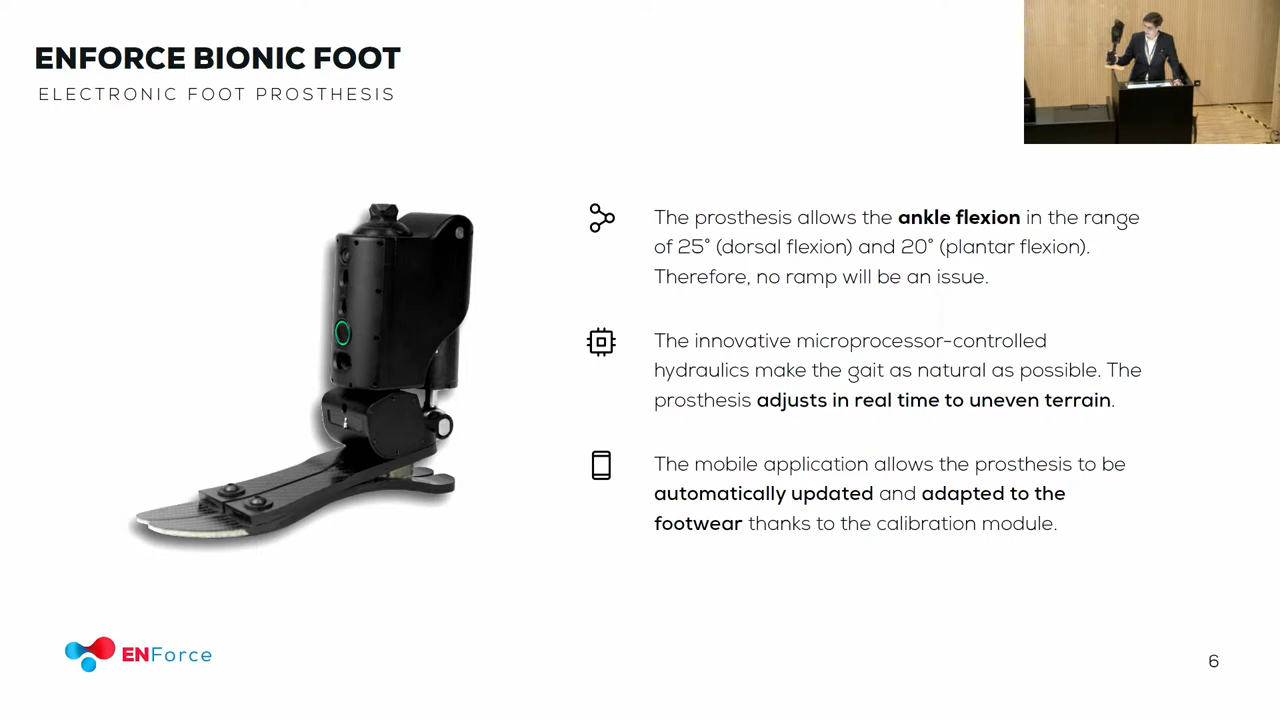 ENFORCE BIONIC FOOT
ELECTRONIC FOOT PROSTHESIS
The prosthesis allows the ankle flexion in the range
of 25° (dorsal flexion) and 20° (plantar flexion).
Therefore, no ramp will be an issue.
The innovative microprocessor-controlled
hydraulics make the gait as natural as possible. The
prosthesis adjusts in real time to uneven terrain.
The mobile application allows the prosthesis to be
automatically updated and adapted to the
footwear thanks to the calibration module.
ENForce
6